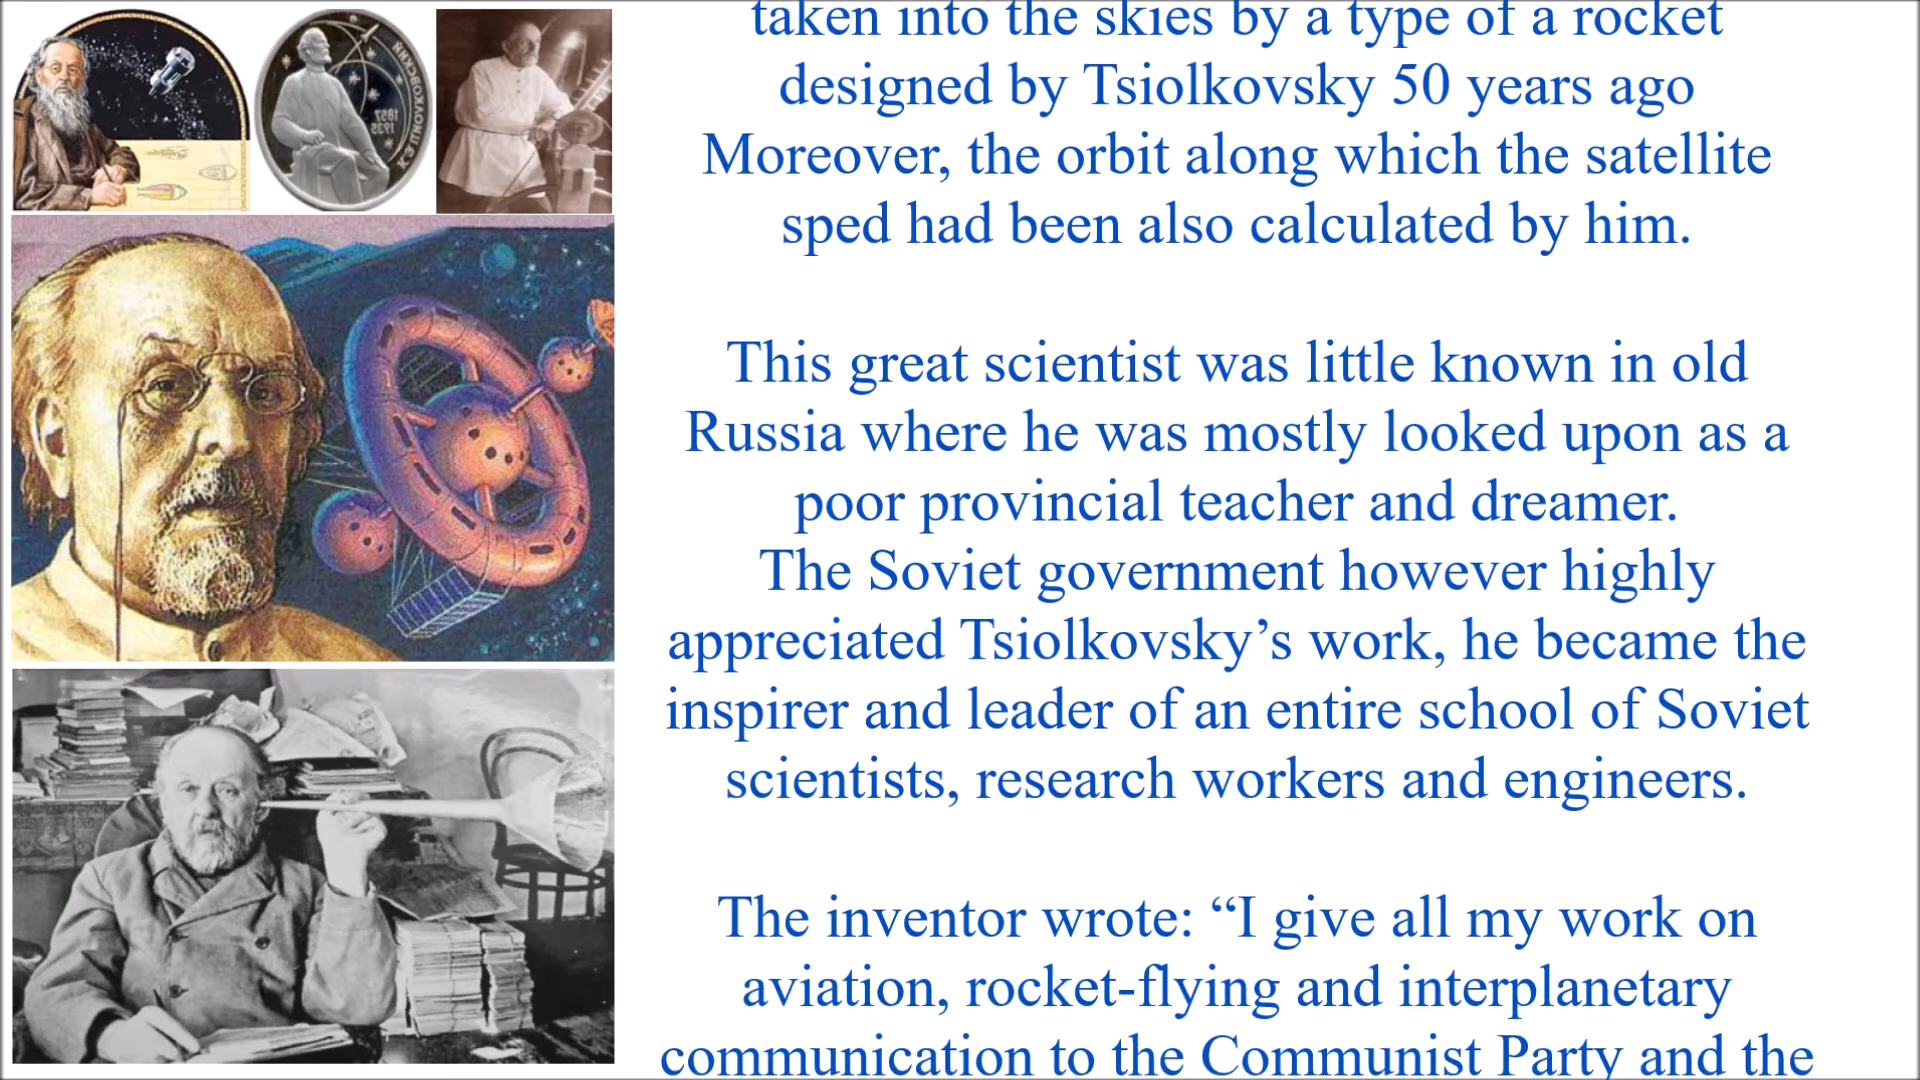 taken into the skies by a type of a rocket
designed by Tsiolkovsky 50 years ago
Moreover, the orbit along which the satellite
sped had been also calculated by him.
This great scientist was little known in old
Russia where he was mostly looked upon as a
poor provincial teacher and dreamer.
The Soviet government however highly
appreciated Tsiolkovsky’s work, he became the
inspirer and leader of an entire school of Soviet
scientists, research workers and engineers.
The inventor wrote: “I give all my work on
aviation, rocket-flying and interplanetary
communication to the Communist Party and the
1857
1935
К Э ЦИОЛКОВСКИЙ